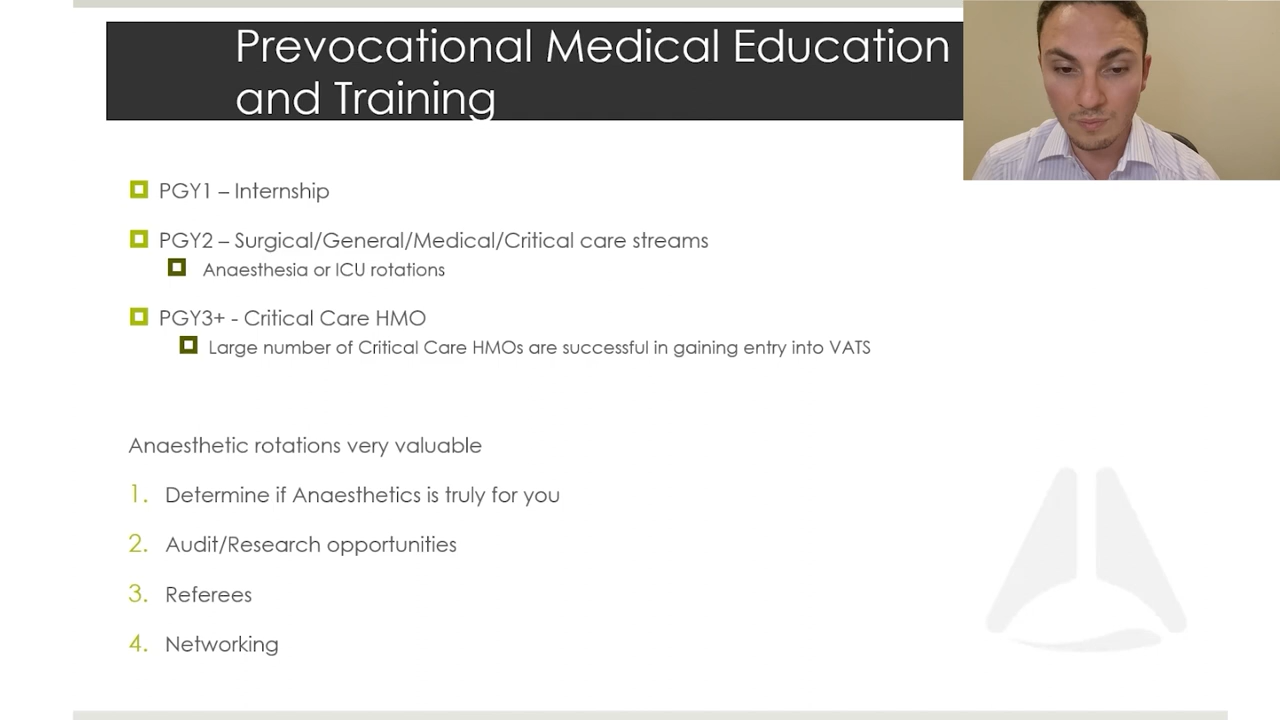 Prevocational Medical Education
and Training
PGY1 – Internship
PGY2 – Surgical/General/Medical/Critical care streams
Anaesthesia or ICU rotations
PGY3+ - Critical Care HMO
Large number of Critical Care HMOs are successful in gaining entry into VATS
Anaesthetic rotations very valuable
1. Determine if Anaesthetics is truly for you
2. Audit/Research opportunities
3. Referees
4. Networking